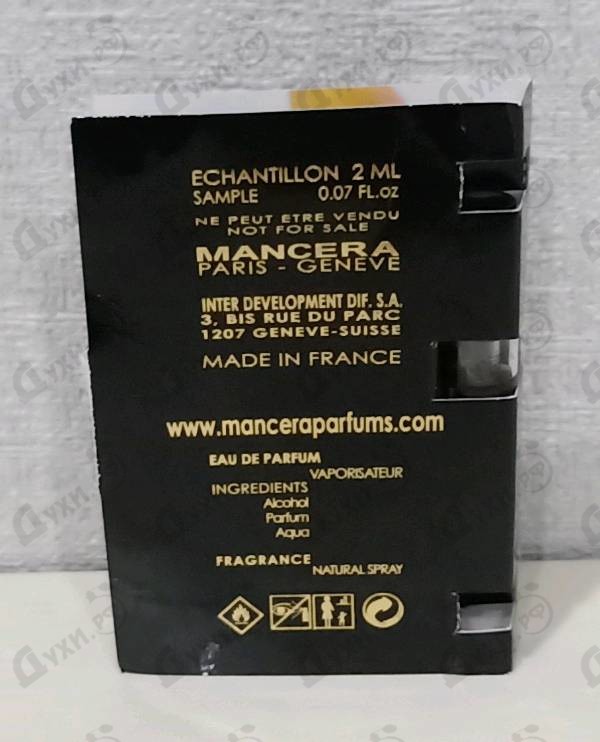 ECHANTILLON 2 ML
SAMPLE 0.07 FL.oz
NE PEUT ETRE VENDU
NOT FOR SALE
MANCERA
PARIS - GENEVE
INTER DEVELOPMENT DIF. S.A.
3, BIS RUE DU PARC
1207 GENEVE-SUISSE
MADE IN FRANCE
www.manceraparfums.com
EAU DE PARFUM
VAPORISATEUR
INGREDIENTS
Alcohol
Parfum
Aqua
FRAGRANCE
NATURAL SPRAY
Духи.рф